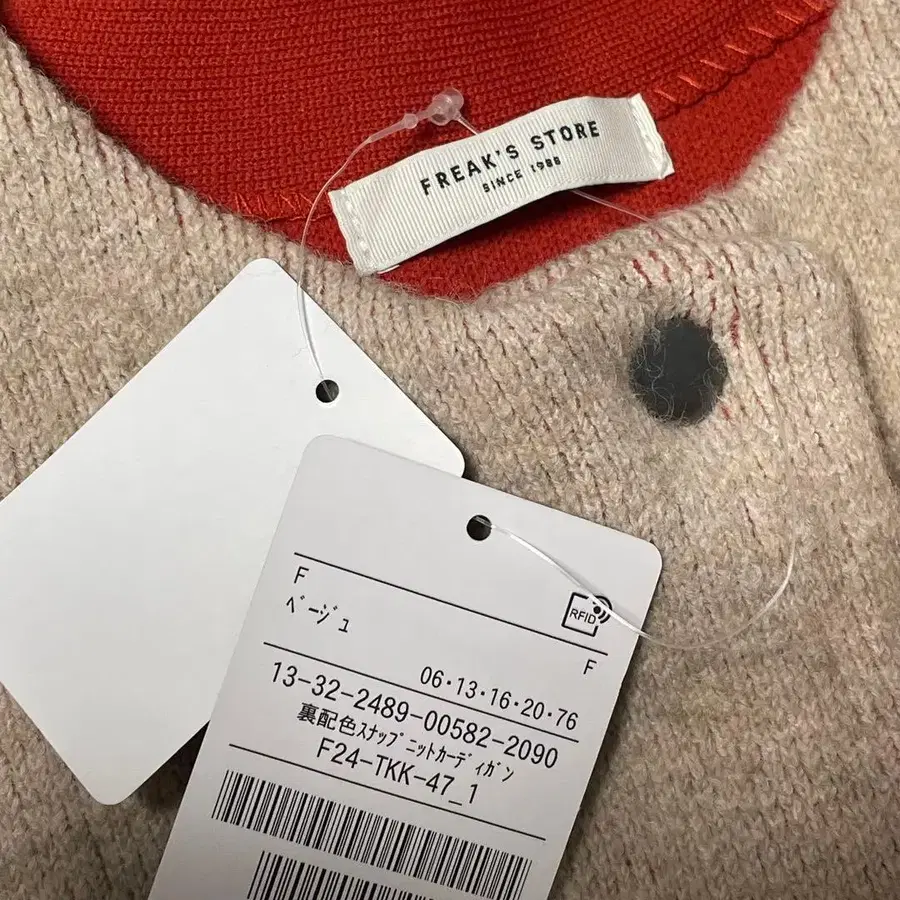 FREAK'S STORE
SINCE 1986
F
ﾍﾞｰｼﾞｭ
RFID
F
06･13･16･20･76
13-32-2489-00582-2090
裏配色ｽﾅｯﾌﾟﾆｯﾄｶｰﾃﾞｨｶﾞﾝ
F24-TKK-47_1